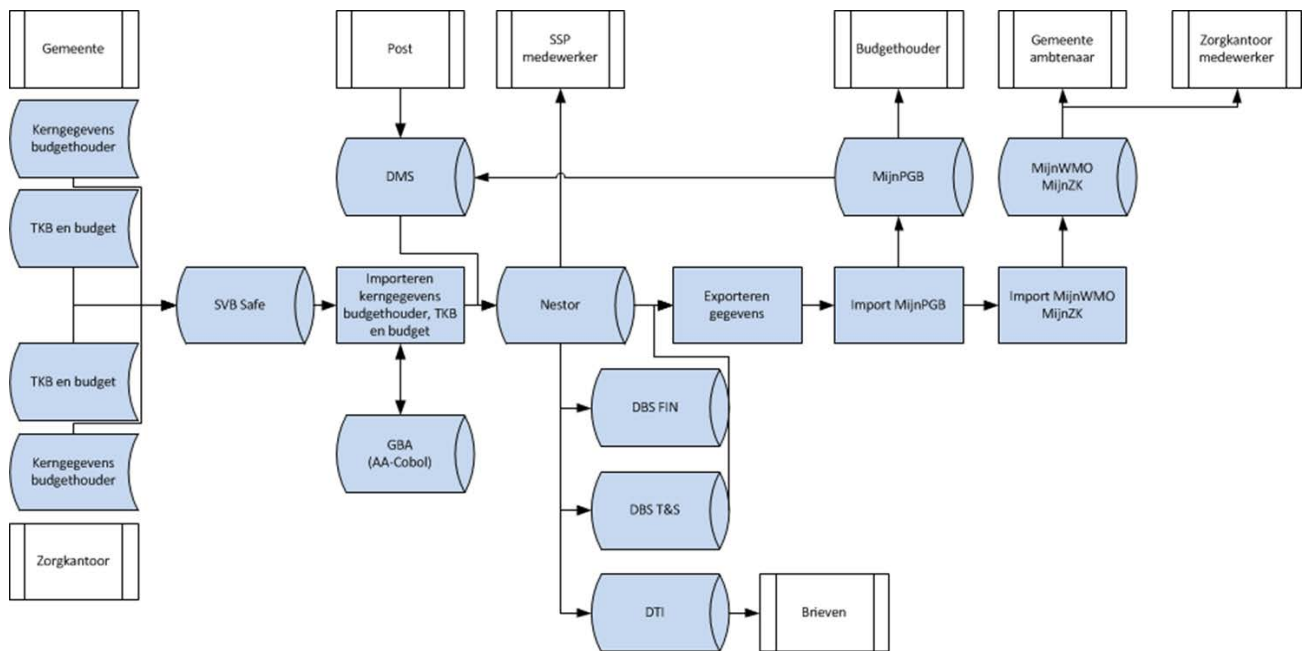 Gemeente
Post
SSP
medewerker
Budgethouder
Gemeente
ambtenaar
Zorgkantoor
medewerker
Kerngegevens
budgethouder
DMS
MijnPGB
MijnWMO
MijnZK
TKB en budget
SVB Safe
Importeren
kerngegevens
budgethouder, TKB
en budget
Nestor
Exporteren
gegevens
Import MijnPGB
Import MijnWMO
MijnZK
TKB en budget
DBS FIN
Kerngegevens
budgethouder
GBA
(AA-Cobol)
DBS T&S
Zorgkantoor
DTI
Brieven